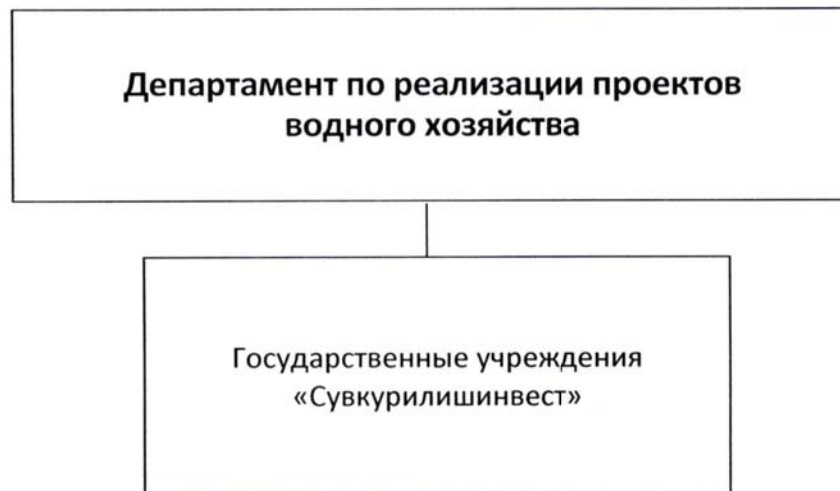 Департамент по реализации проектов
водного хозяйства
Государственные учреждения
«Сувкурилишинвест»